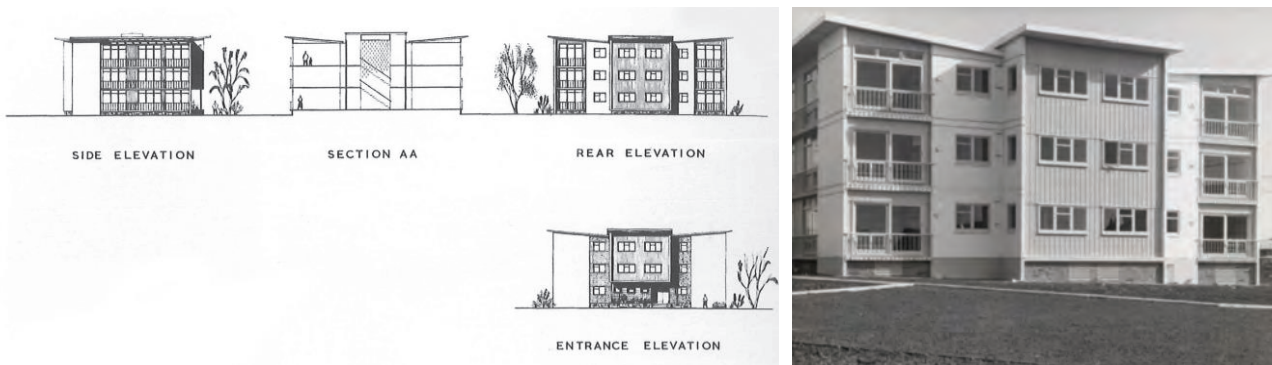 SIDE ELEVATION
SECTION AA
REAR ELEVATION
ENTRANCE ELEVATION